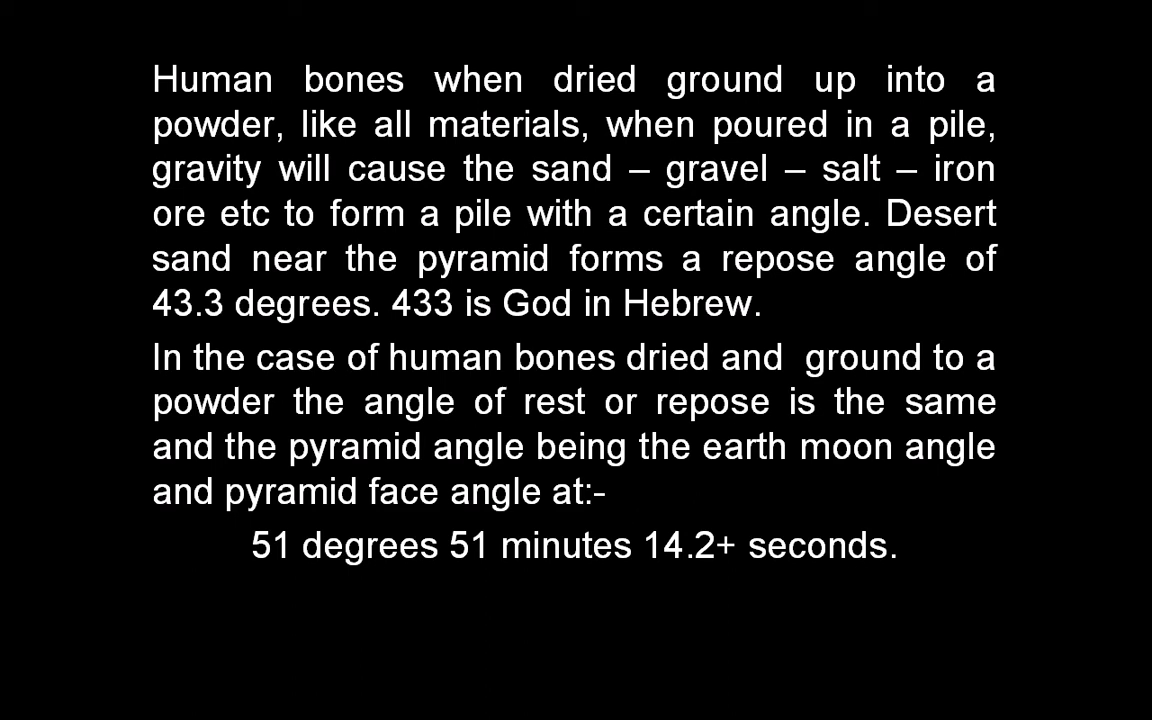 Human bones when dried ground up into a
powder, like all materials, when poured in a pile,
gravity will cause the sand – gravel – salt – iron
ore etc to form a pile with a certain angle. Desert
sand near the pyramid forms a repose angle of
43.3 degrees. 433 is God in Hebrew.
In the case of human bones dried and ground to a
powder the angle of rest or repose is the same
and the pyramid angle being the earth moon angle
and pyramid face angle at:-
51 degrees 51 minutes 14.2+ seconds.